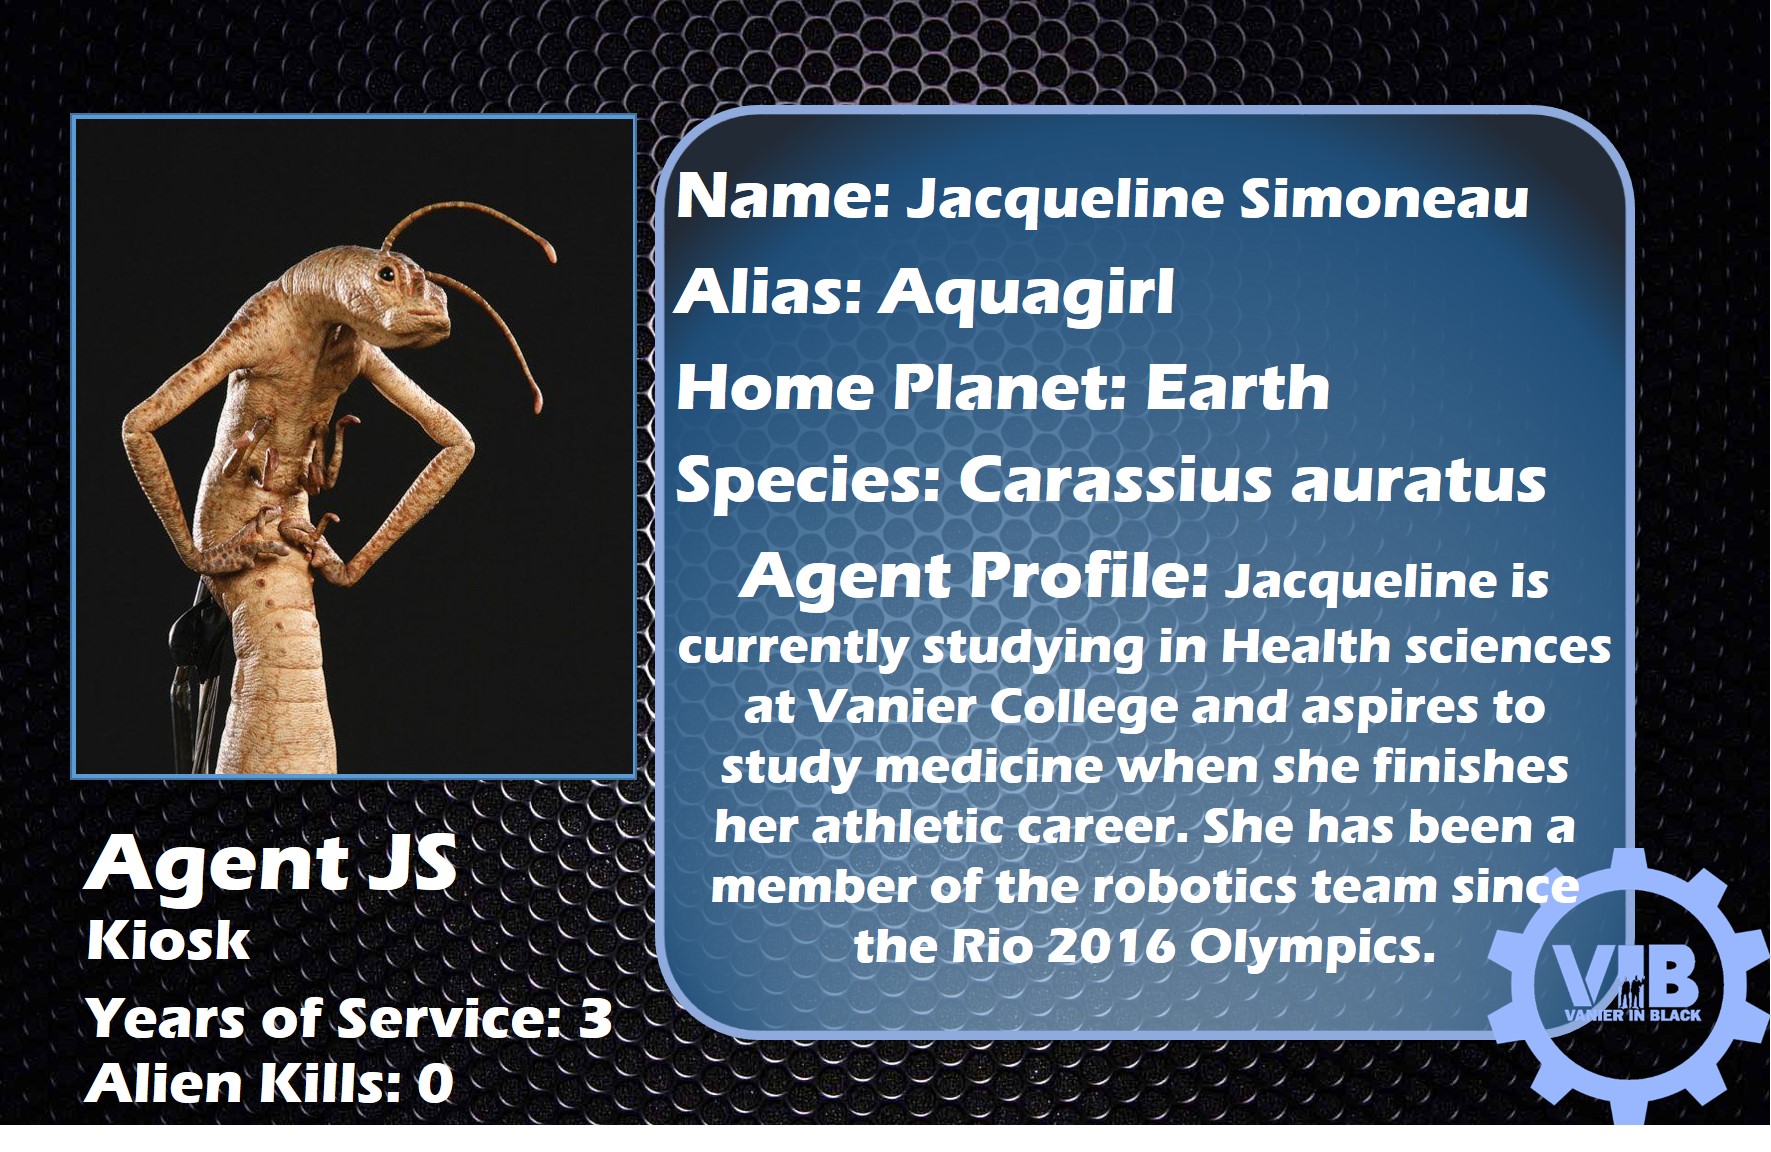 Name: Jacqueline Simoneau
Alias: Aquagirl
Home Planet: Earth
Species: Carassius auratus
Agent Profile: Jacqueline is
currently studying in Health sciences
at Vanier College and aspires to
study medicine when she finishes
her athletic career. She has been a
member of the robotics team since
the Rio 2016 Olympics.
Agent JS
Kiosk
Years of Service: 3
Alien Kills: 0
VIB
VANIER IN BLACK